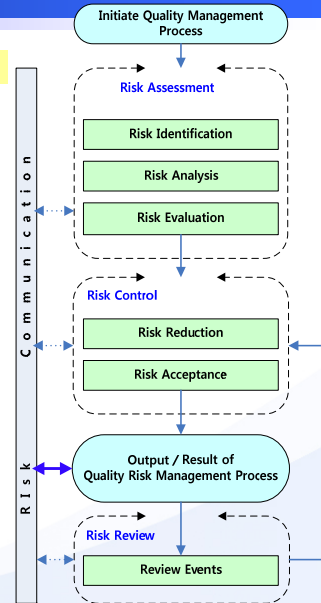 Initiate Quality Management
Process
Risk Assessment
Risk Identification
Risk Analysis
Risk Evaluation
Risk Control
Risk Reduction
Risk Acceptance
Output / Result of
Quality Risk Management Process
Risk Review
Review Events
RIsk Communication